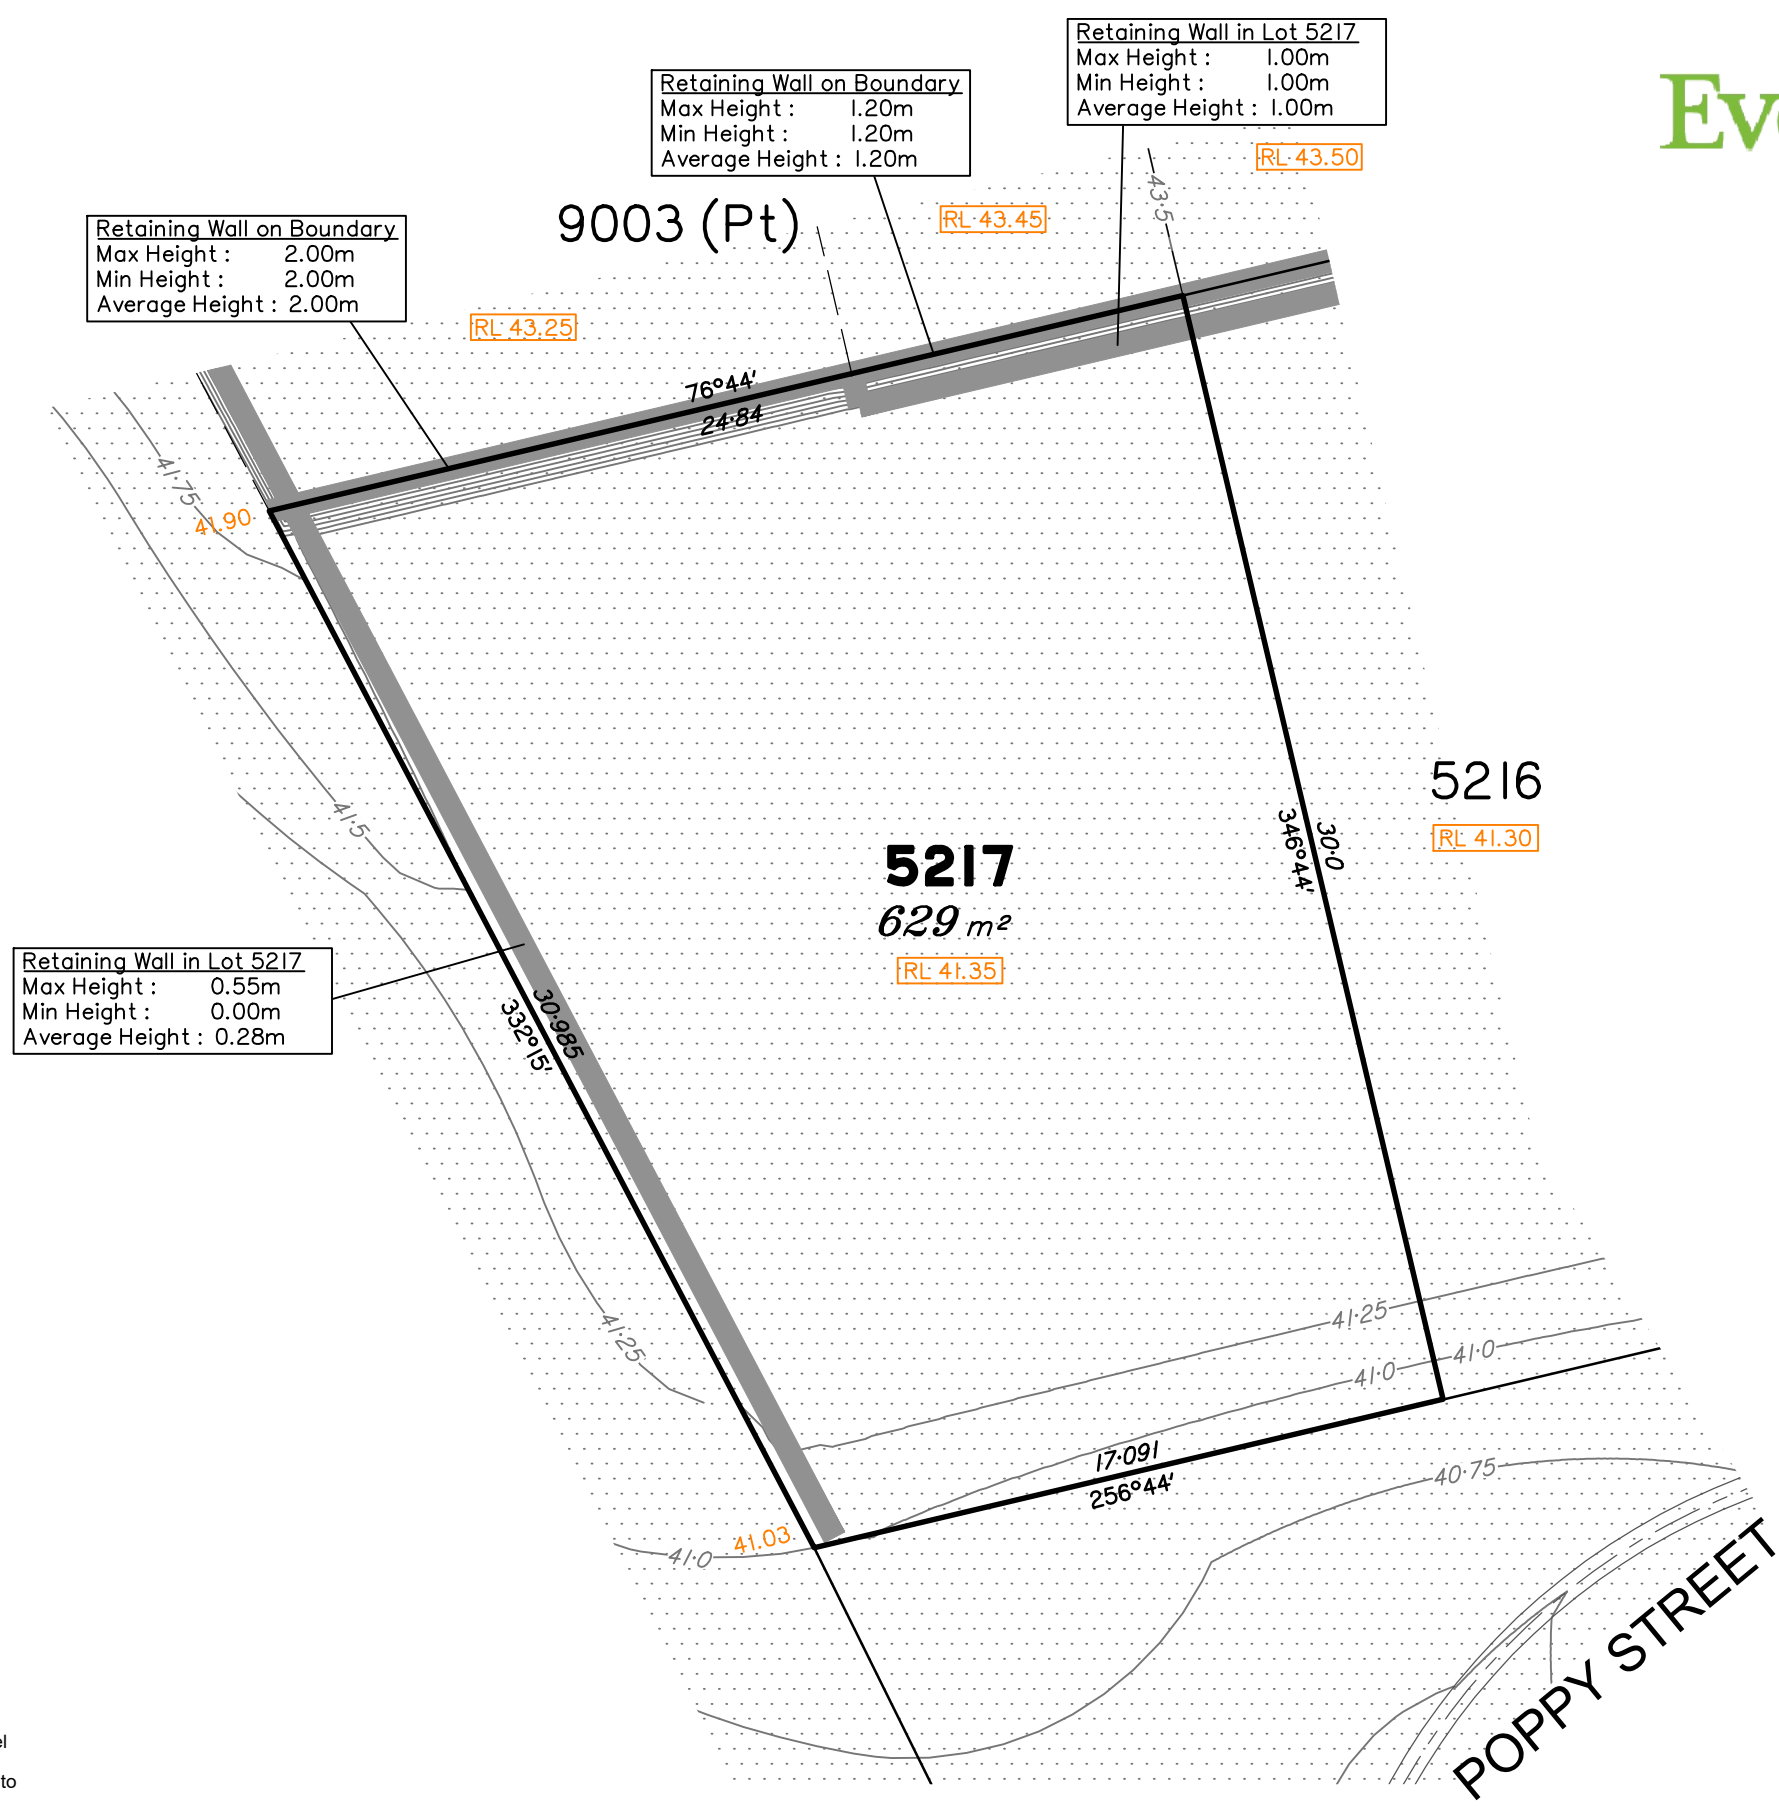 Retaining Wall in Lot 5217
Max Height : 1.00m
Min Height : 1.00m
Average Height : 1.00m
Retaining Wall on Boundary
Max Height : 1.20m
Min Height : 1.20m
Average Height : 1.20m
RL 43.50
43.5
RL 43.45
9003 (Pt)
Retaining Wall on Boundary
Max Height : 2.00m
Min Height : 2.00m
Average Height : 2.00m
RL 43.25
76°44'
24.84
41.75
41.90
5216
RL 41.30
30.0
346°44'
41.5
5217
629 m²
RL 41.35
Retaining Wall in Lot 5217
Max Height : 0.55m
Min Height : 0.00m
Average Height : 0.28m
30.985
332°15'
41.25
41.25
41.0
41.0
17.091
256°44'
40.75
41.03
41.0
POPPY STREET
to